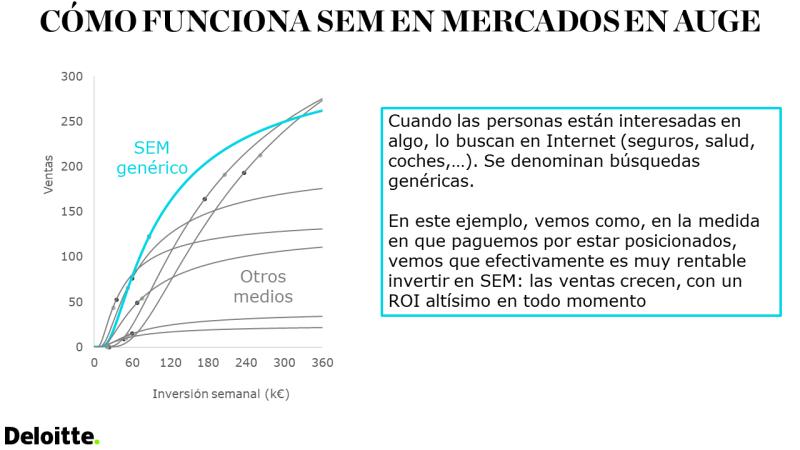 CÓMO FUNCIONA SEM EN MERCADOS EN AUGE
300
250
200
150
100
50
0
Ventas
SEM
genérico
Otros
medios
0 60 120 180 240 300 360
Inversión semanal (k€)
Cuando las personas están interesadas en
algo, lo buscan en Internet (seguros, salud,
coches,...). Se denominan búsquedas
genéricas.
En este ejemplo, vemos como, en la medida
en que paguemos por estar posicionados,
vemos que efectivamente es muy rentable
invertir en SEM: las ventas crecen, con un
ROI altísimo en todo momento
Deloitte.